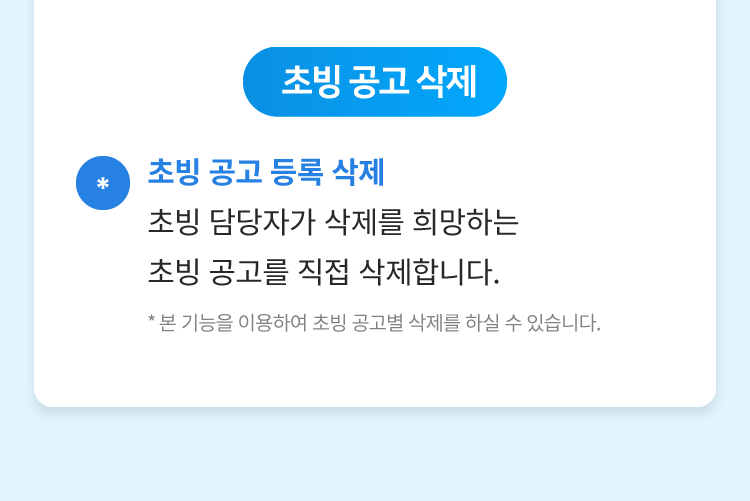 초빙 공고 삭제
* 초빙 공고 등록 삭제
초빙 담당자가 삭제를 희망하는
초빙 공고를 직접 삭제합니다.
* 본 기능을 이용하여 초빙 공고별 삭제를 하실 수 있습니다.